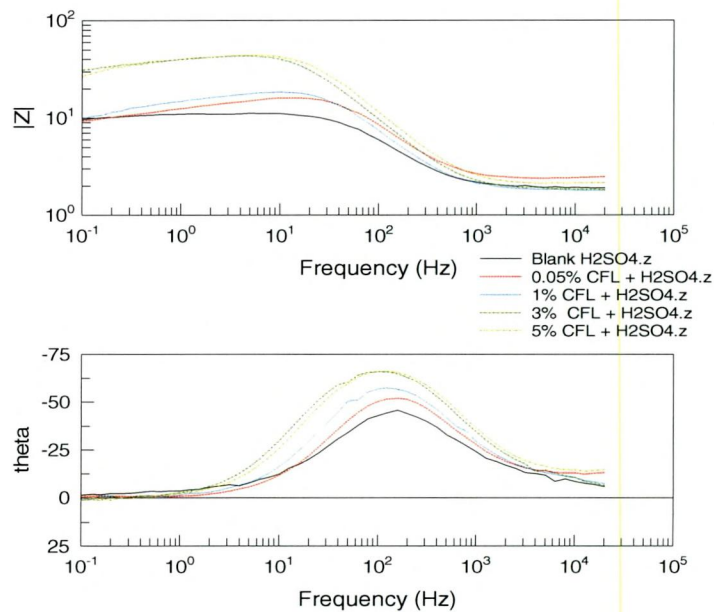 10²
10¹
10⁰
|Z|
10⁻¹ 10⁰ 10¹ 10² 10³ 10⁴ 10⁵
Frequency (Hz)
Blank H2SO4.z
0.05% CFL + H2SO4.z
1% CFL + H2SO4.z
3% CFL + H2SO4.z
5% CFL + H2SO4.z
-75
-50
-25
0
25
theta
10⁻¹ 10⁰ 10¹ 10² 10³ 10⁴ 10⁵
Frequency (Hz)